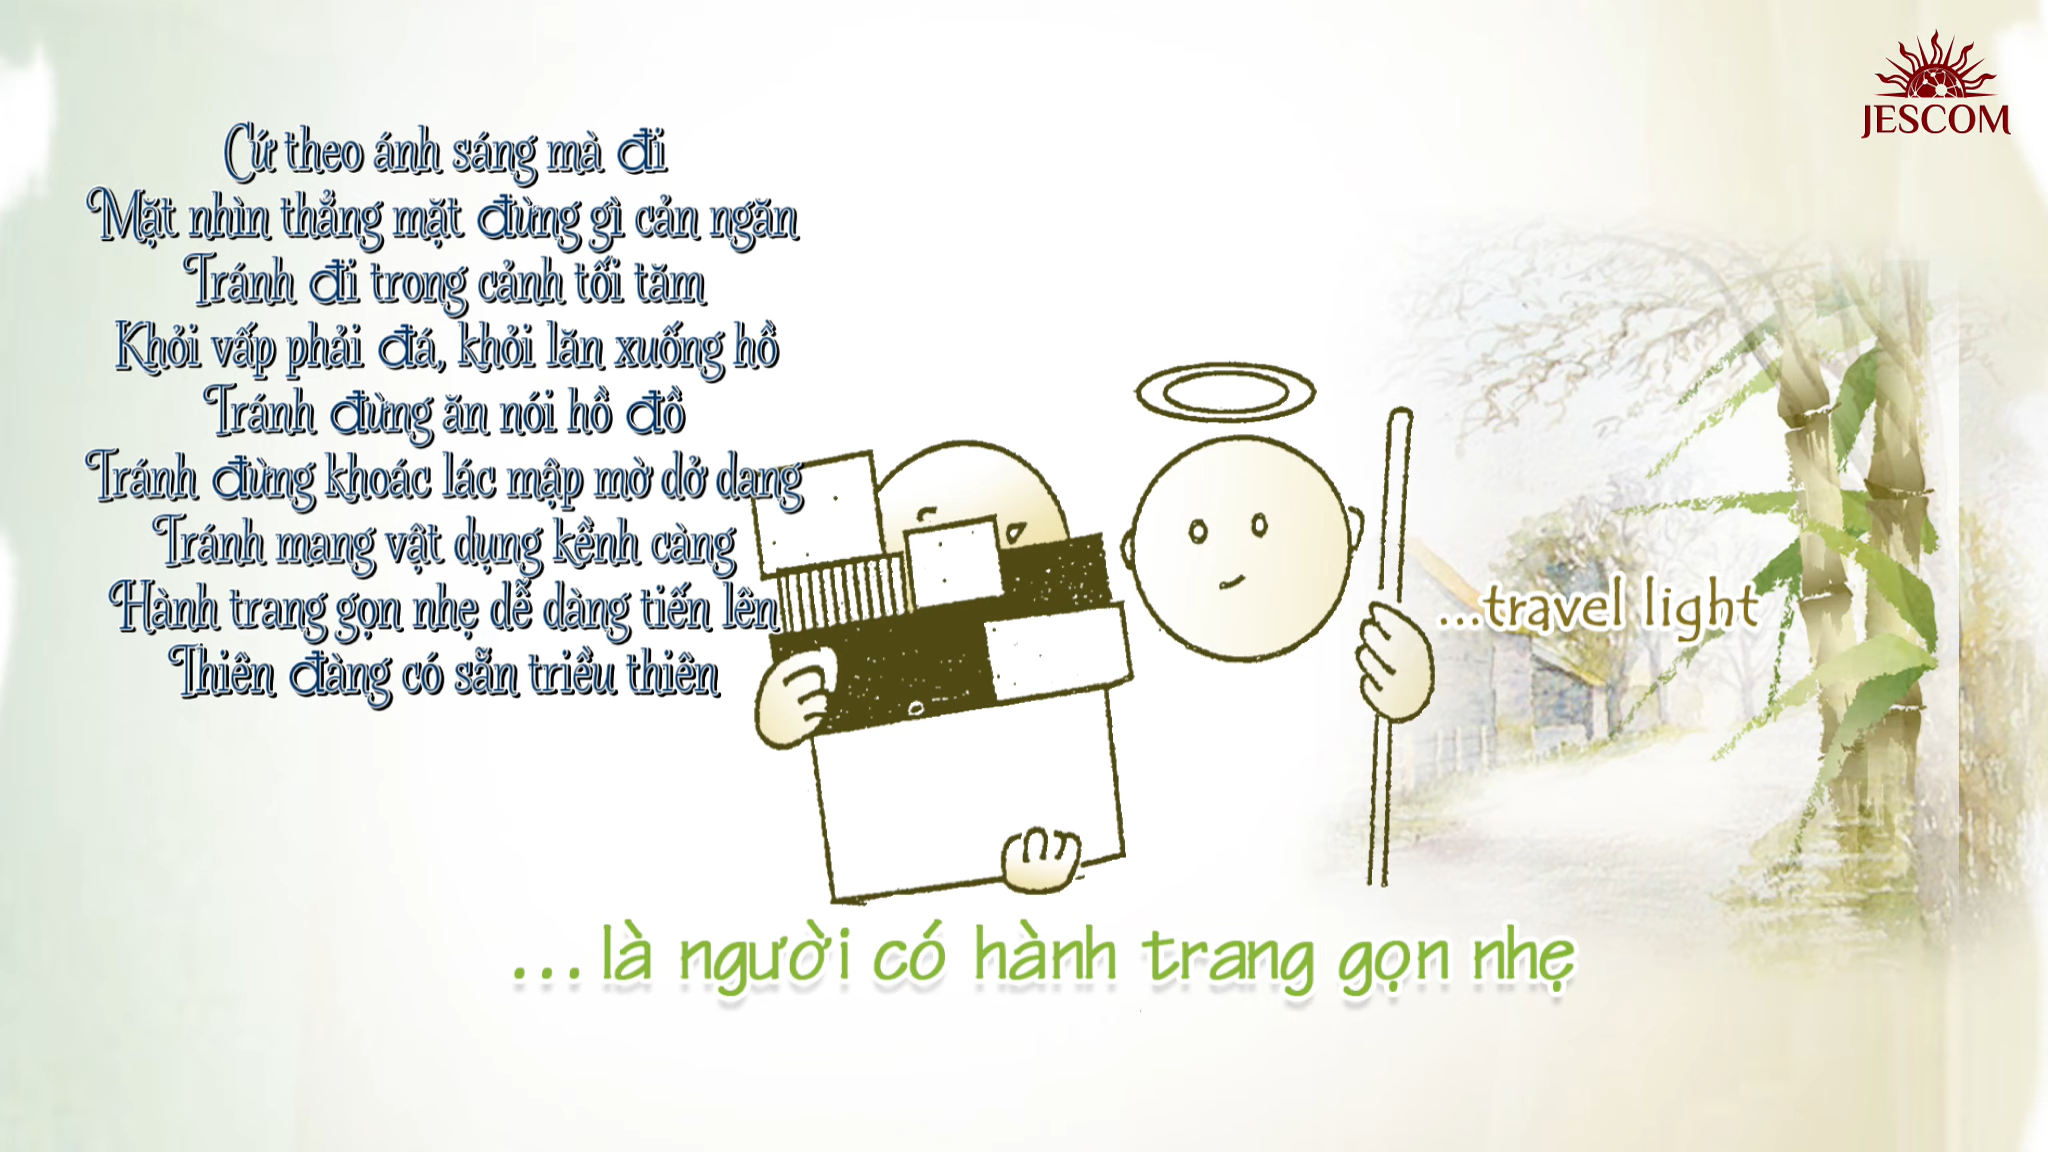 JESCOM
Cứ theo ánh sáng mà đi
Mặt nhìn thẳng mặt đừng gì cản ngăn
Tránh đi trong cảnh tối tăm
Khỏi vấp phải đá, khỏi lăn xuống hồ
Tránh đừng ăn nói hồ đồ
Tránh đừng khoác lác mập mờ dở dang
Tránh mang vật dụng kềnh càng
Hành trang gọn nhẹ dễ dàng tiến lên
Thiên đàng có sẵn triều thiên
...travel light
...là người có hành trang gọn nhẹ